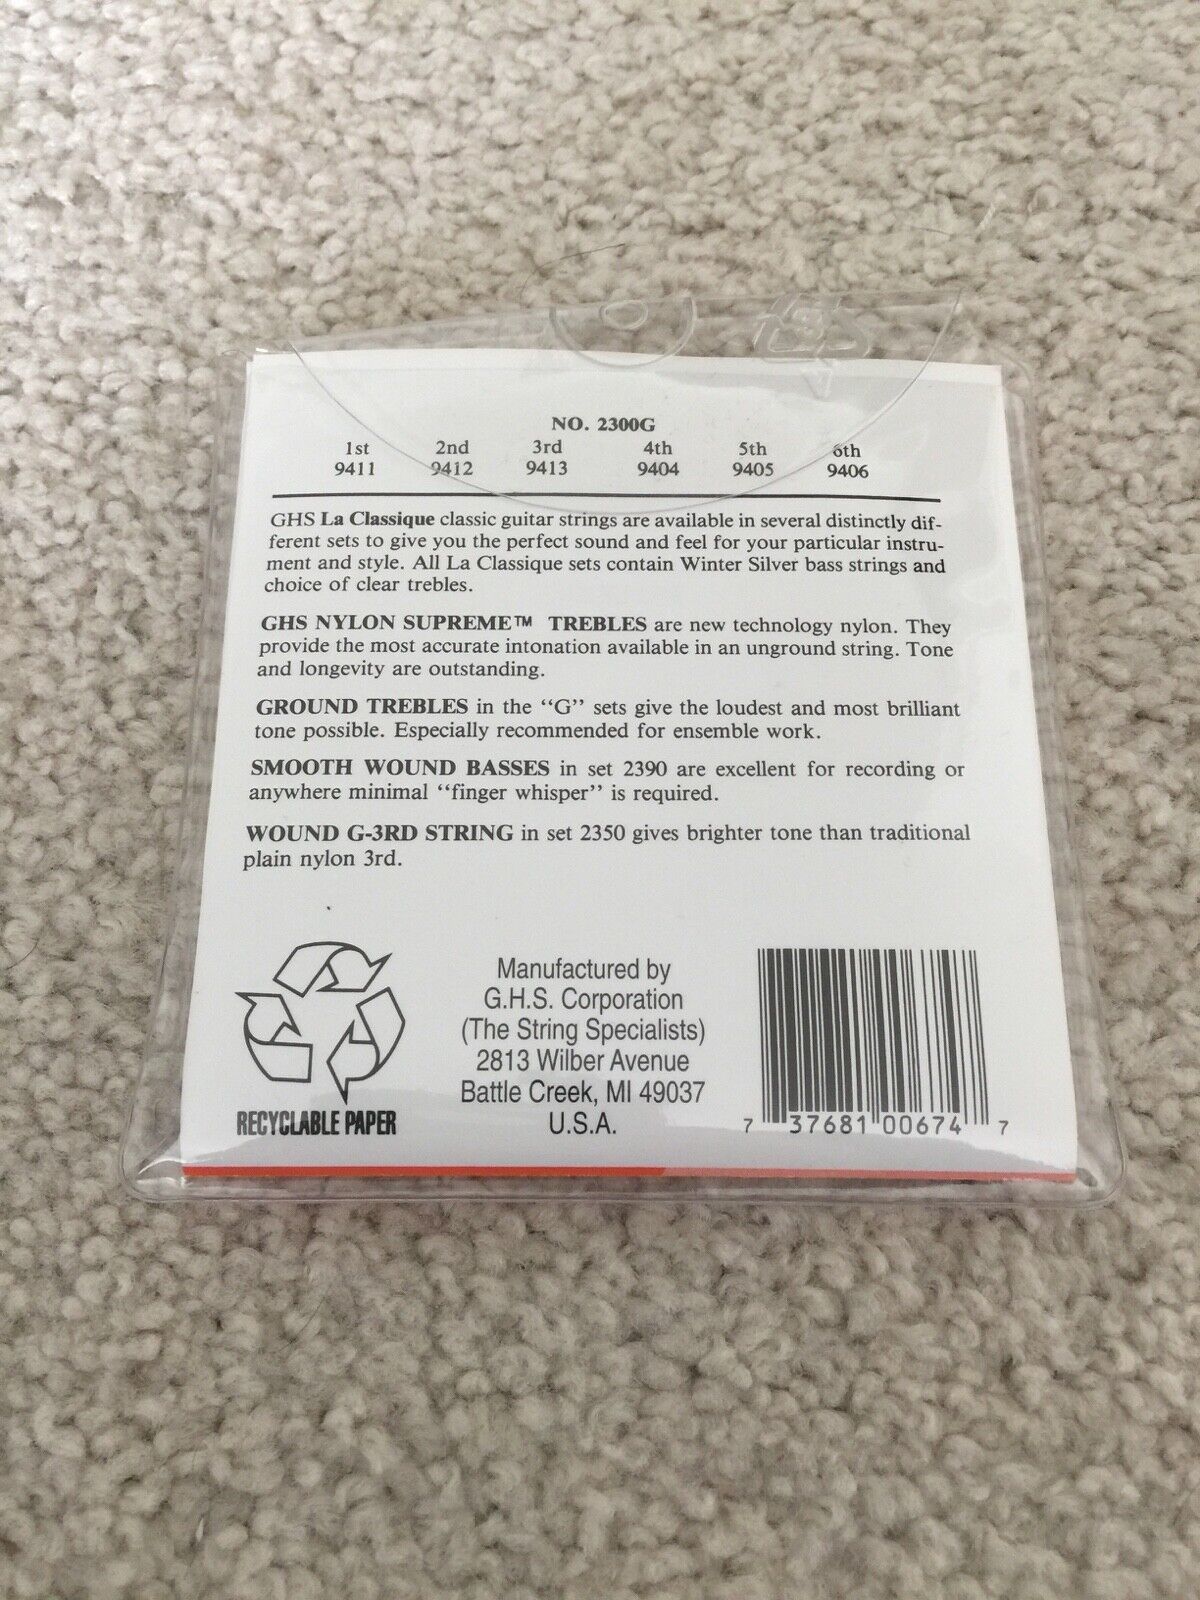 NO. 2300G
1st 2nd 3rd 4th 5th 6th
9411 9412 9413 9404 9405 9406
GHS La Classique classic guitar strings are available in several distinctly dif-
ferent sets to give you the perfect sound and feel for your particular instru-
ment and style. All La Classique sets contain Winter Silver bass strings and
choice of clear trebles.
GHS NYLON SUPREME™ TREBLES are new technology nylon. They
provide the most accurate intonation available in an unground string. Tone
and longevity are outstanding.
GROUND TREBLES in the "G" sets give the loudest and most brilliant
tone possible. Especially recommended for ensemble work.
SMOOTH WOUND BASSES in set 2390 are excellent for recording or
anywhere minimal "finger whisper" is required.
WOUND G-3RD STRING in set 2350 gives brighter tone than traditional
plain nylon 3rd.
RECYCLABLE PAPER
Manufactured by
G.H.S. Corporation
(The String Specialists)
2813 Wilber Avenue
Battle Creek, MI 49037
U.S.A.
7 37681 00674 7